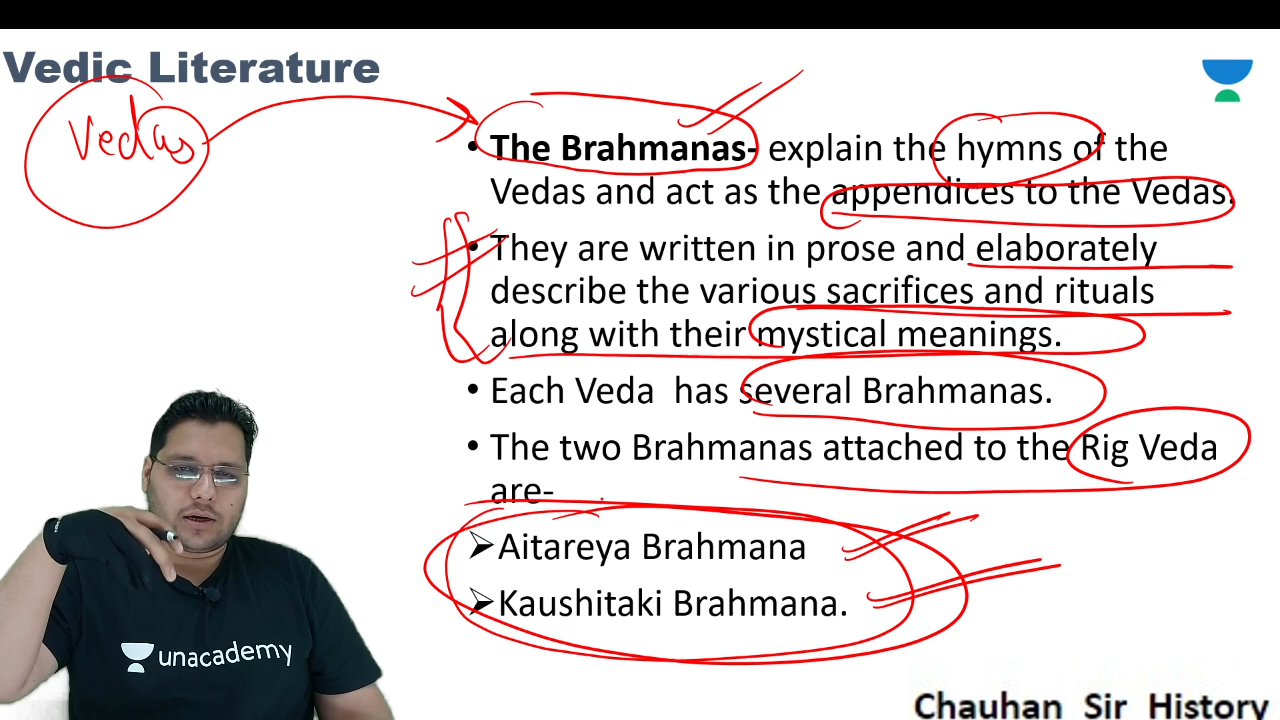 Vedic Literature
Vedas
• The Brahmanas- explain the hymns of the
Vedas and act as the appendices to the Vedas.
• They are written in prose and elaborately
describe the various sacrifices and rituals
along with their mystical meanings.
• Each Veda has several Brahmanas.
• The two Brahmanas attached to the Rig Veda
are-
➢Aitareya Brahmana
➢Kaushitaki Brahmana.
unacademy
Chauhan Sir History